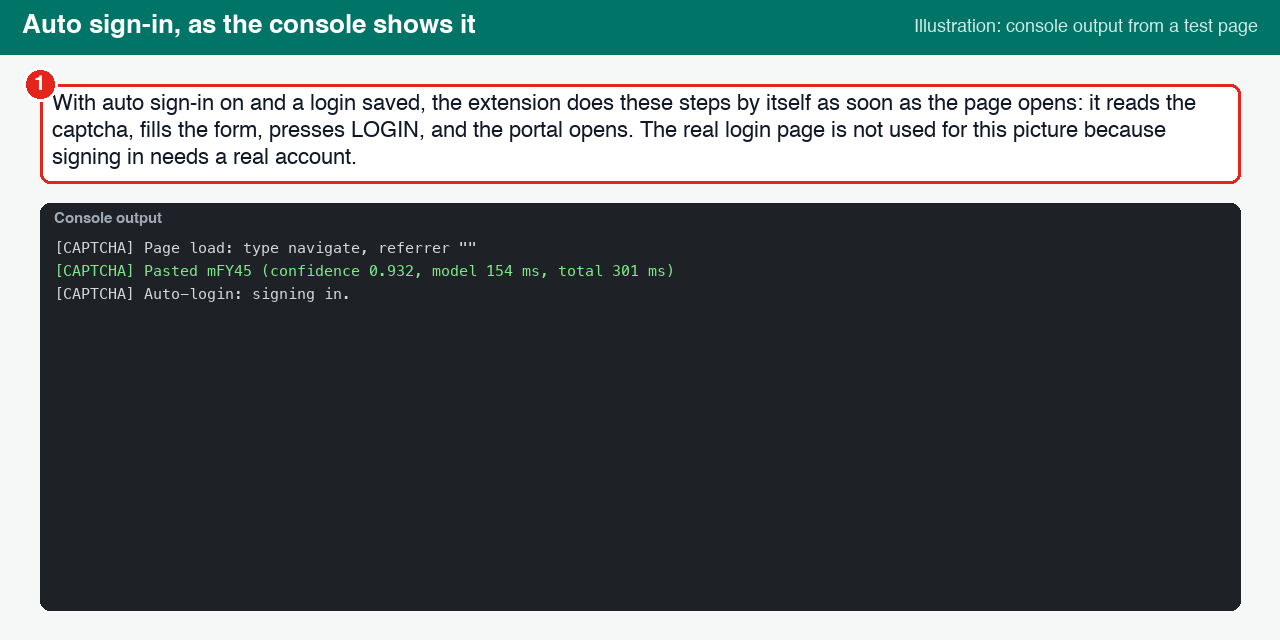 Auto sign-in, as the console shows it
Illustration: console output from a test page
1
With auto sign-in on and a login saved, the extension does these steps by itself as soon as the page opens: it reads the
captcha, fills the form, presses LOGIN, and the portal opens. The real login page is not used for this picture because
signing in needs a real account.
Console output
[CAPTCHA] Page load: type navigate, referrer ""
[CAPTCHA] Pasted mFY45 (confidence 0.932, model 154 ms, total 301 ms)
[CAPTCHA] Auto-login: signing in.